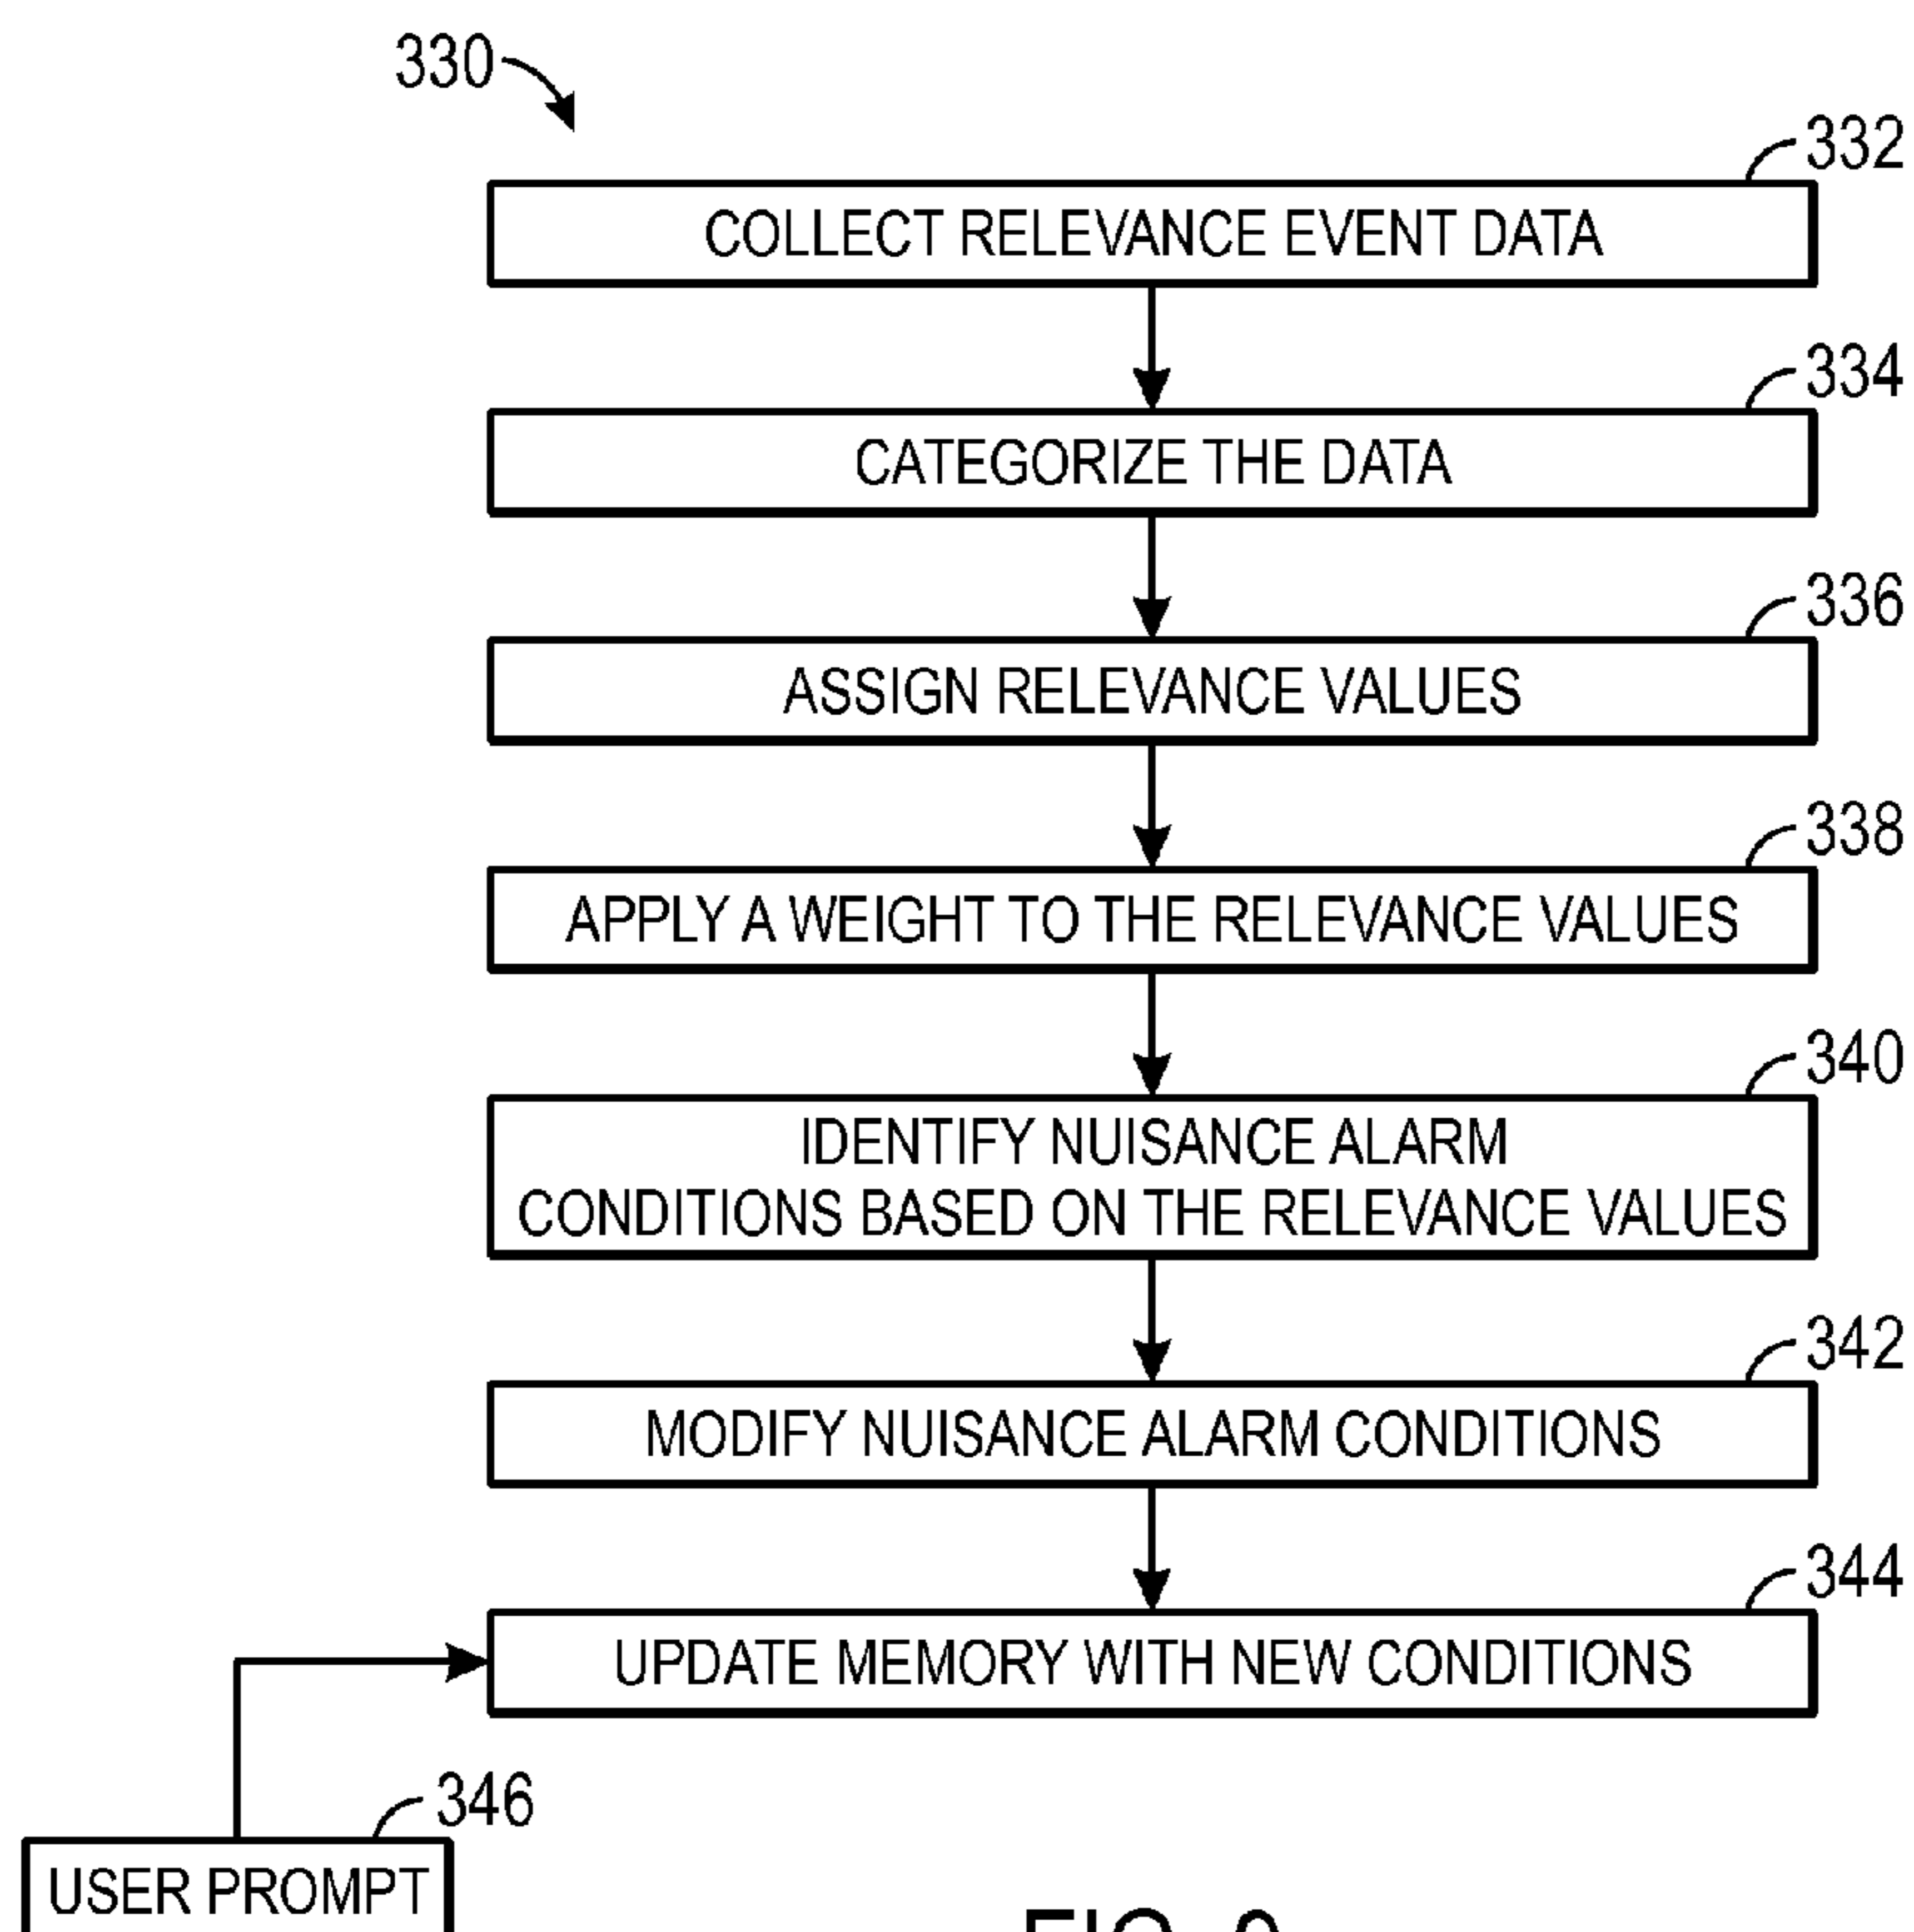 330
332
COLLECT RELEVANCE EVENT DATA
334
CATEGORIZE THE DATA
336
ASSIGN RELEVANCE VALUES
338
APPLY A WEIGHT TO THE RELEVANCE VALUES
340
IDENTIFY NUISANCE ALARM
CONDITIONS BASED ON THE RELEVANCE VALUES
342
MODIFY NUISANCE ALARM CONDITIONS
344
UPDATE MEMORY WITH NEW CONDITIONS
346
USER PROMPT
FIG.